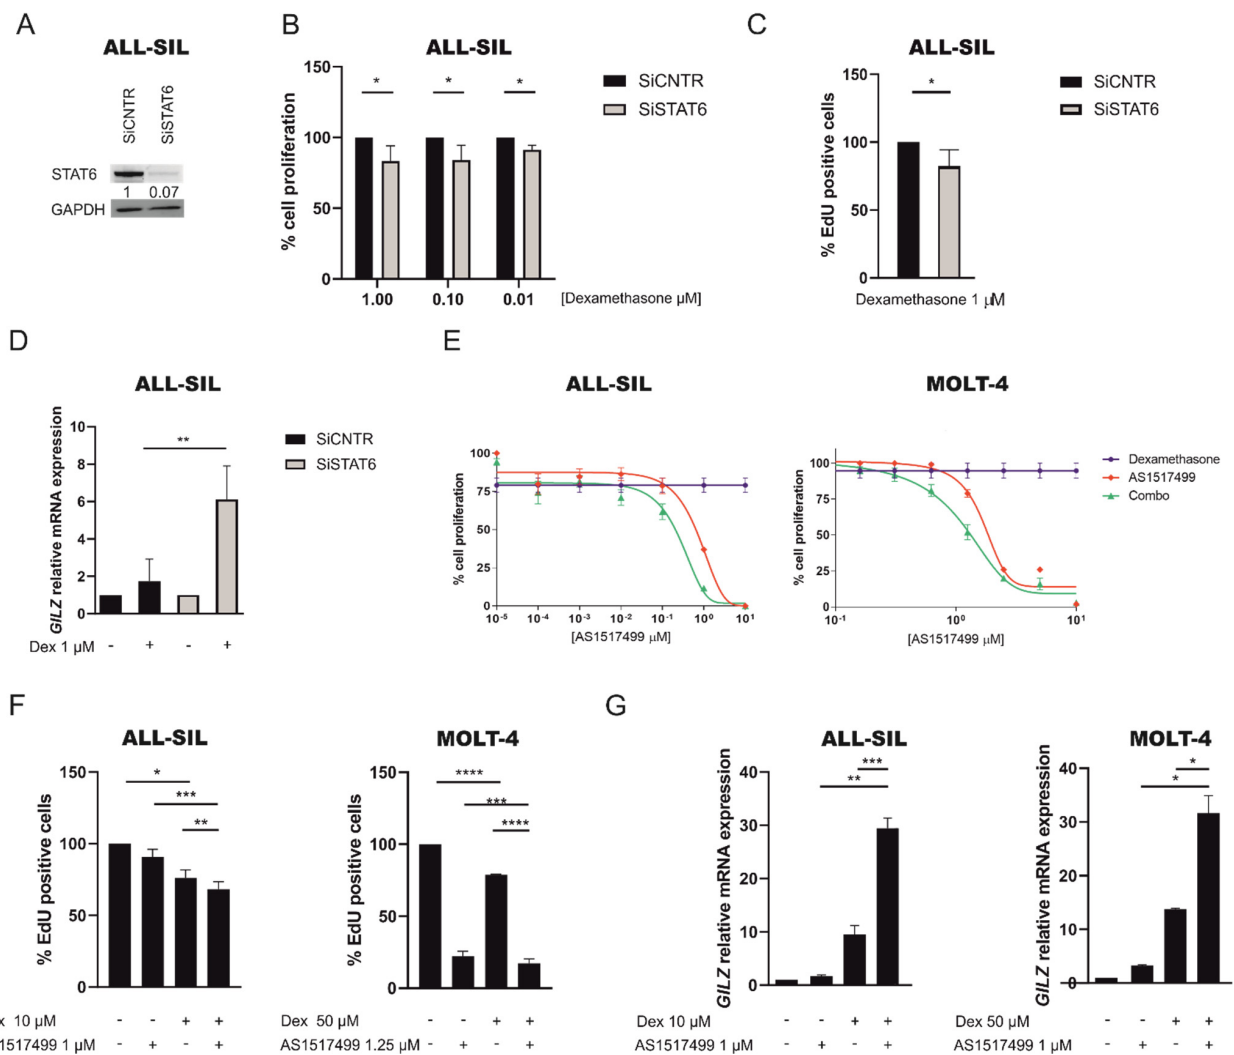 A
ALL-SIL
SiCNTR
SiSTAT6
STAT6
1 0.07
GAPDH
B
ALL-SIL
% cell proliferation
150
100
50
0
* * *
1.00 0.10 0.01
[Dexamethasone µM]
SiCNTR
SiSTAT6
C
ALL-SIL
% EdU positive cells
150
100
50
0
*
Dexamethasone 1 µM
SiCNTR
SiSTAT6
D
ALL-SIL
GILZ relative mRNA expression
10
8
6
4
2
0
**
Dex 1 µM - + - +
SiCNTR
SiSTAT6
E
ALL-SIL
% cell proliferation
100
75
50
25
0
10-5 10-4 10-3 10-2 10-1 100 101
[AS1517499 µM]
MOLT-4
% cell proliferation
100
75
50
25
0
10-1 100 101
[AS1517499 µM]
Dexamethasone
AS1517499
Combo
F
ALL-SIL
% EdU positive cells
150
100
50
0
*
***
**
x 10 µM - - + +
1517499 1 µM - + - +
MOLT-4
% EdU positive cells
150
100
50
0
****
***
****
Dex 50 µM - - + +
AS1517499 1.25 µM - + - +
G
ALL-SIL
GILZ relative mRNA expression
40
30
20
10
0
***
**
Dex 10 µM - - + +
AS1517499 1 µM - + - +
MOLT-4
GILZ relative mRNA expression
40
30
20
10
0
*
*
Dex 50 µM - - + +
AS1517499 1 µM - + - +